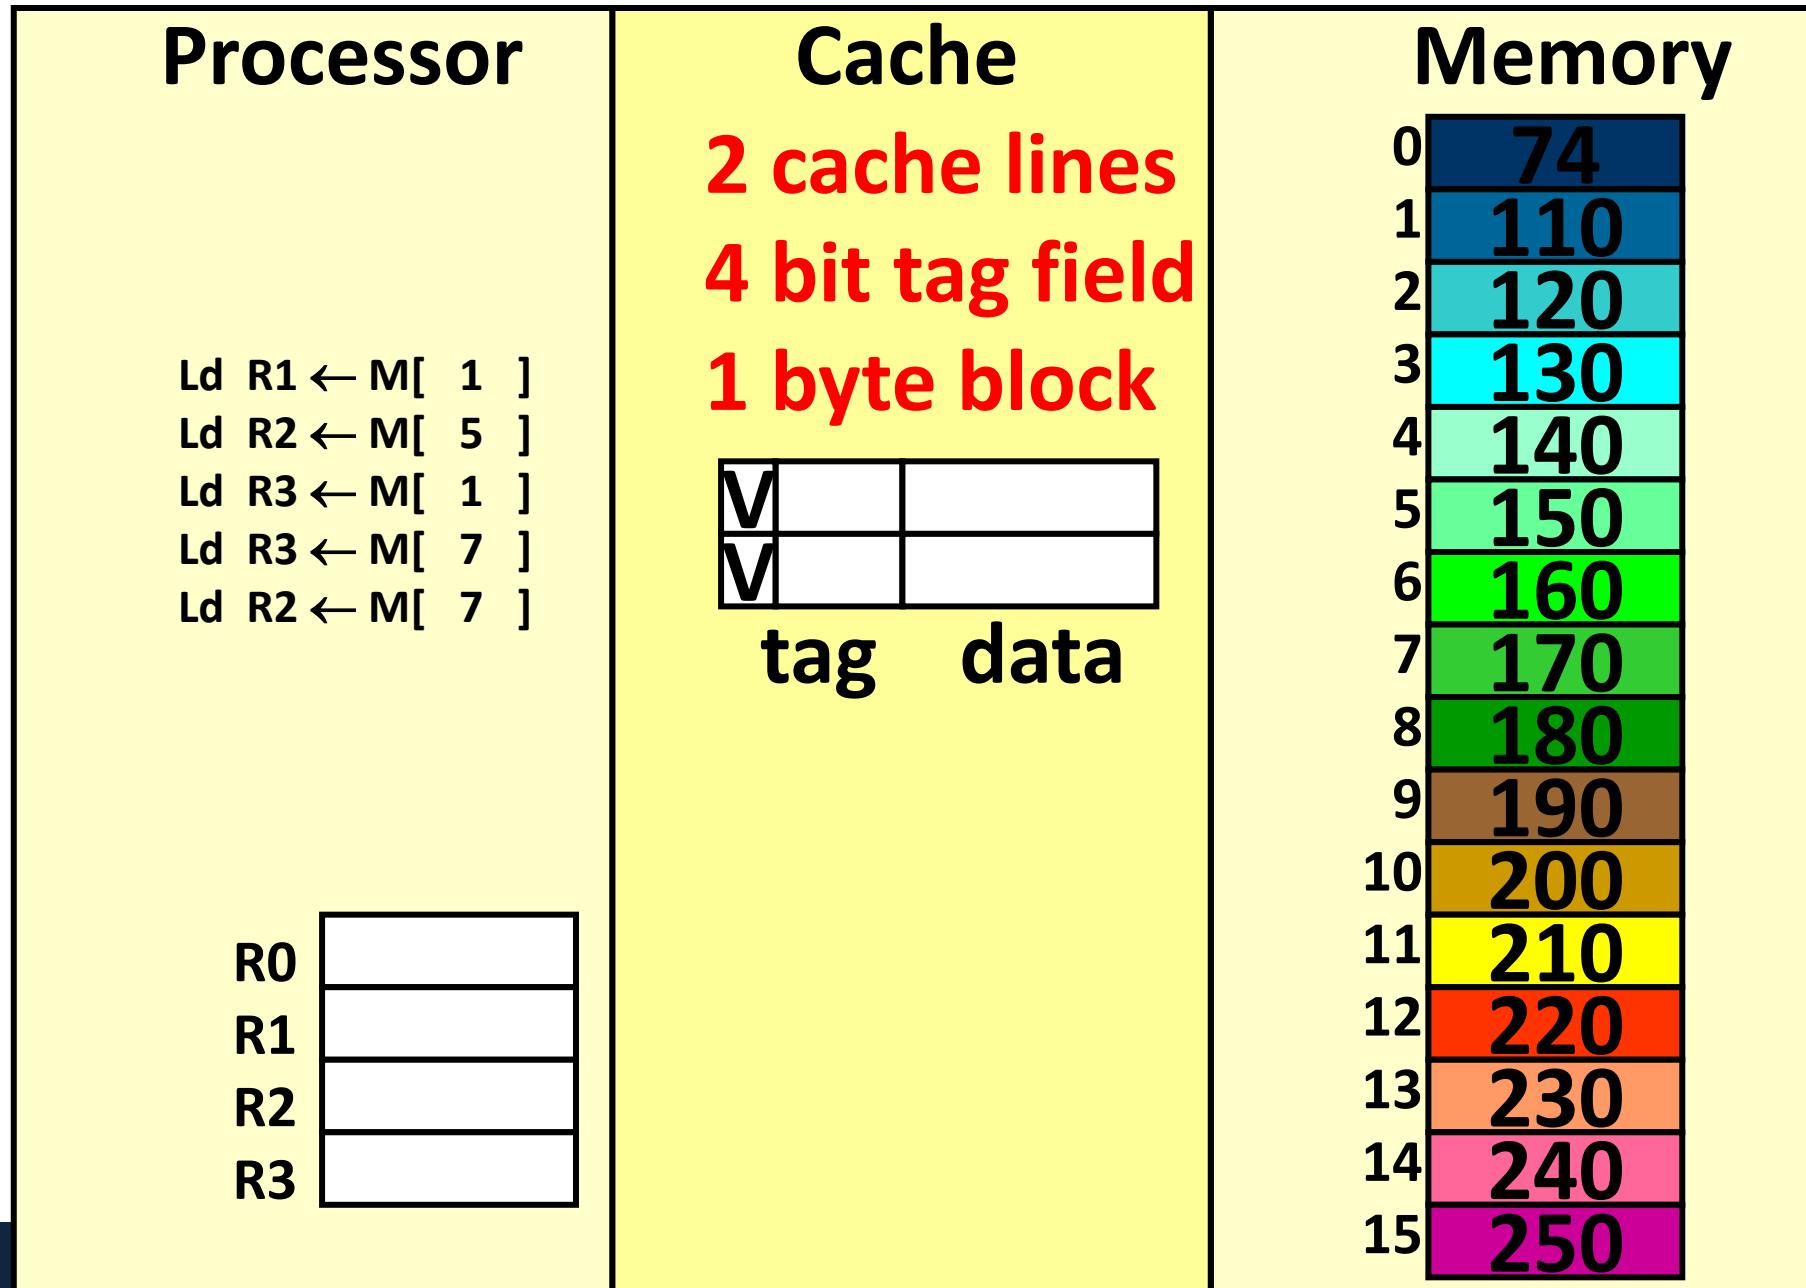 Processor
Ld R1 ← M[ 1 ]
Ld R2 ← M[ 5 ]
Ld R3 ← M[ 1 ]
Ld R3 ← M[ 7 ]
Ld R2 ← M[ 7 ]
R0
R1
R2
R3
Cache
2 cache lines
4 bit tag field
1 byte block
V
V
tag data
Memory
0 74
1 110
2 120
3 130
4 140
5 150
6 160
7 170
8 180
9 190
10 200
11 210
12 220
13 230
14 240
15 250